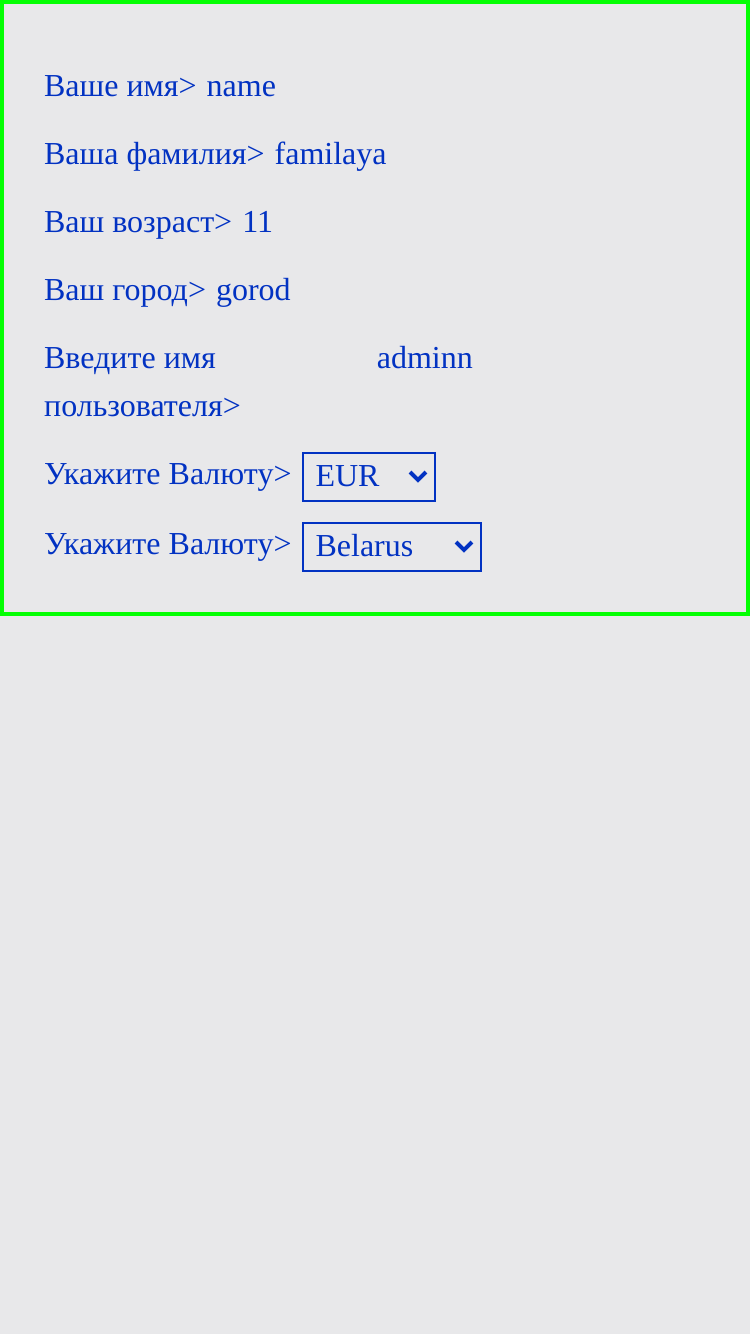 Ваше имя> name
Ваша фамилия> familaya
Ваш возраст> 11
Ваш город> gorod
Введите имя adminn
пользователя>
Укажите Валюту> EUR
Укажите Валюту> Belarus